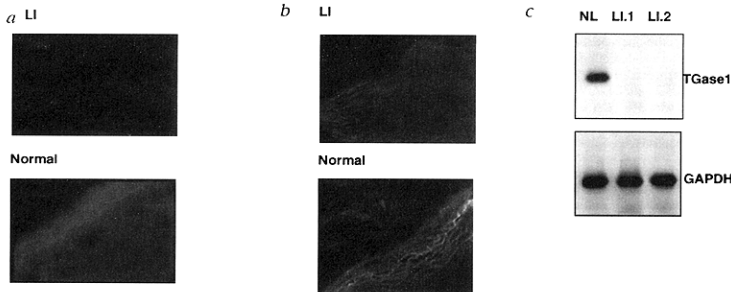 a LI
Normal
b
LI
Normal
c
NL LI.1 LI.2
TGase1
GAPDH